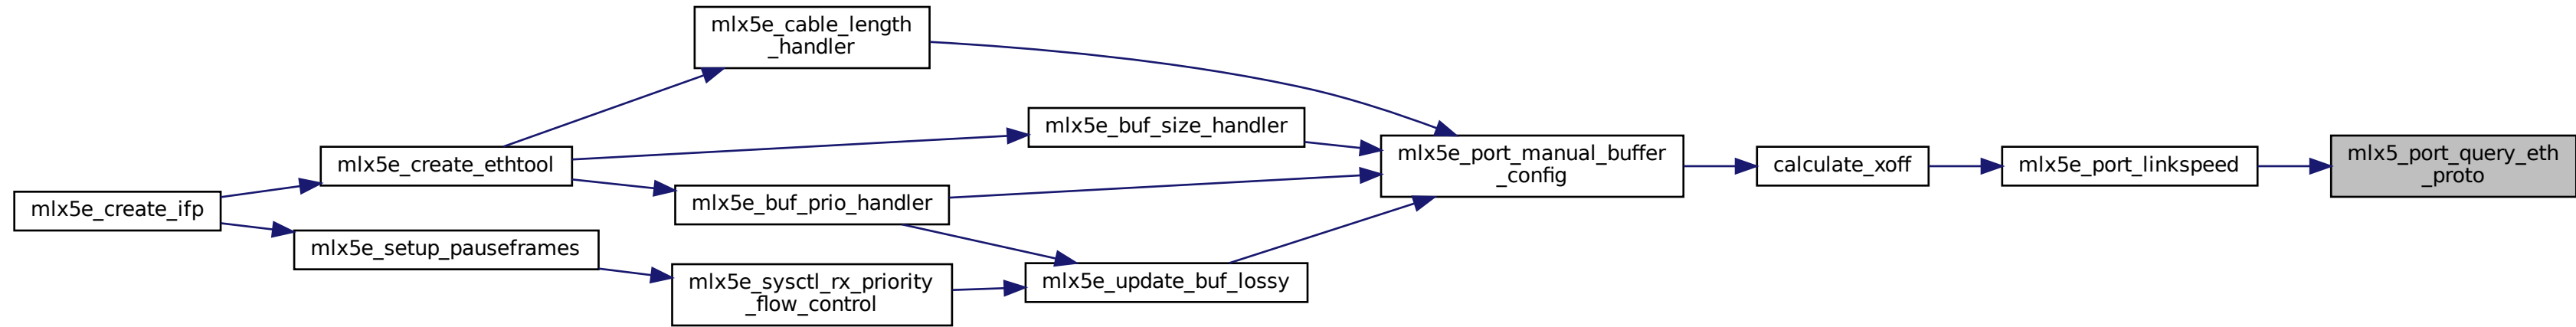 mlx5e_cable_length
_handler
mlx5e_buf_size_handler
mlx5e_port_manual_buffer
_config
mlx5_port_query_eth
_proto
mlx5e_create_ethtool
calculate_xoff
mlx5e_port_linkspeed
mlx5e_create_ifp
mlx5e_buf_prio_handler
mlx5e_setup_pauseframes
mlx5e_sysctl_rx_priority
_flow_control
mlx5e_update_buf_lossy